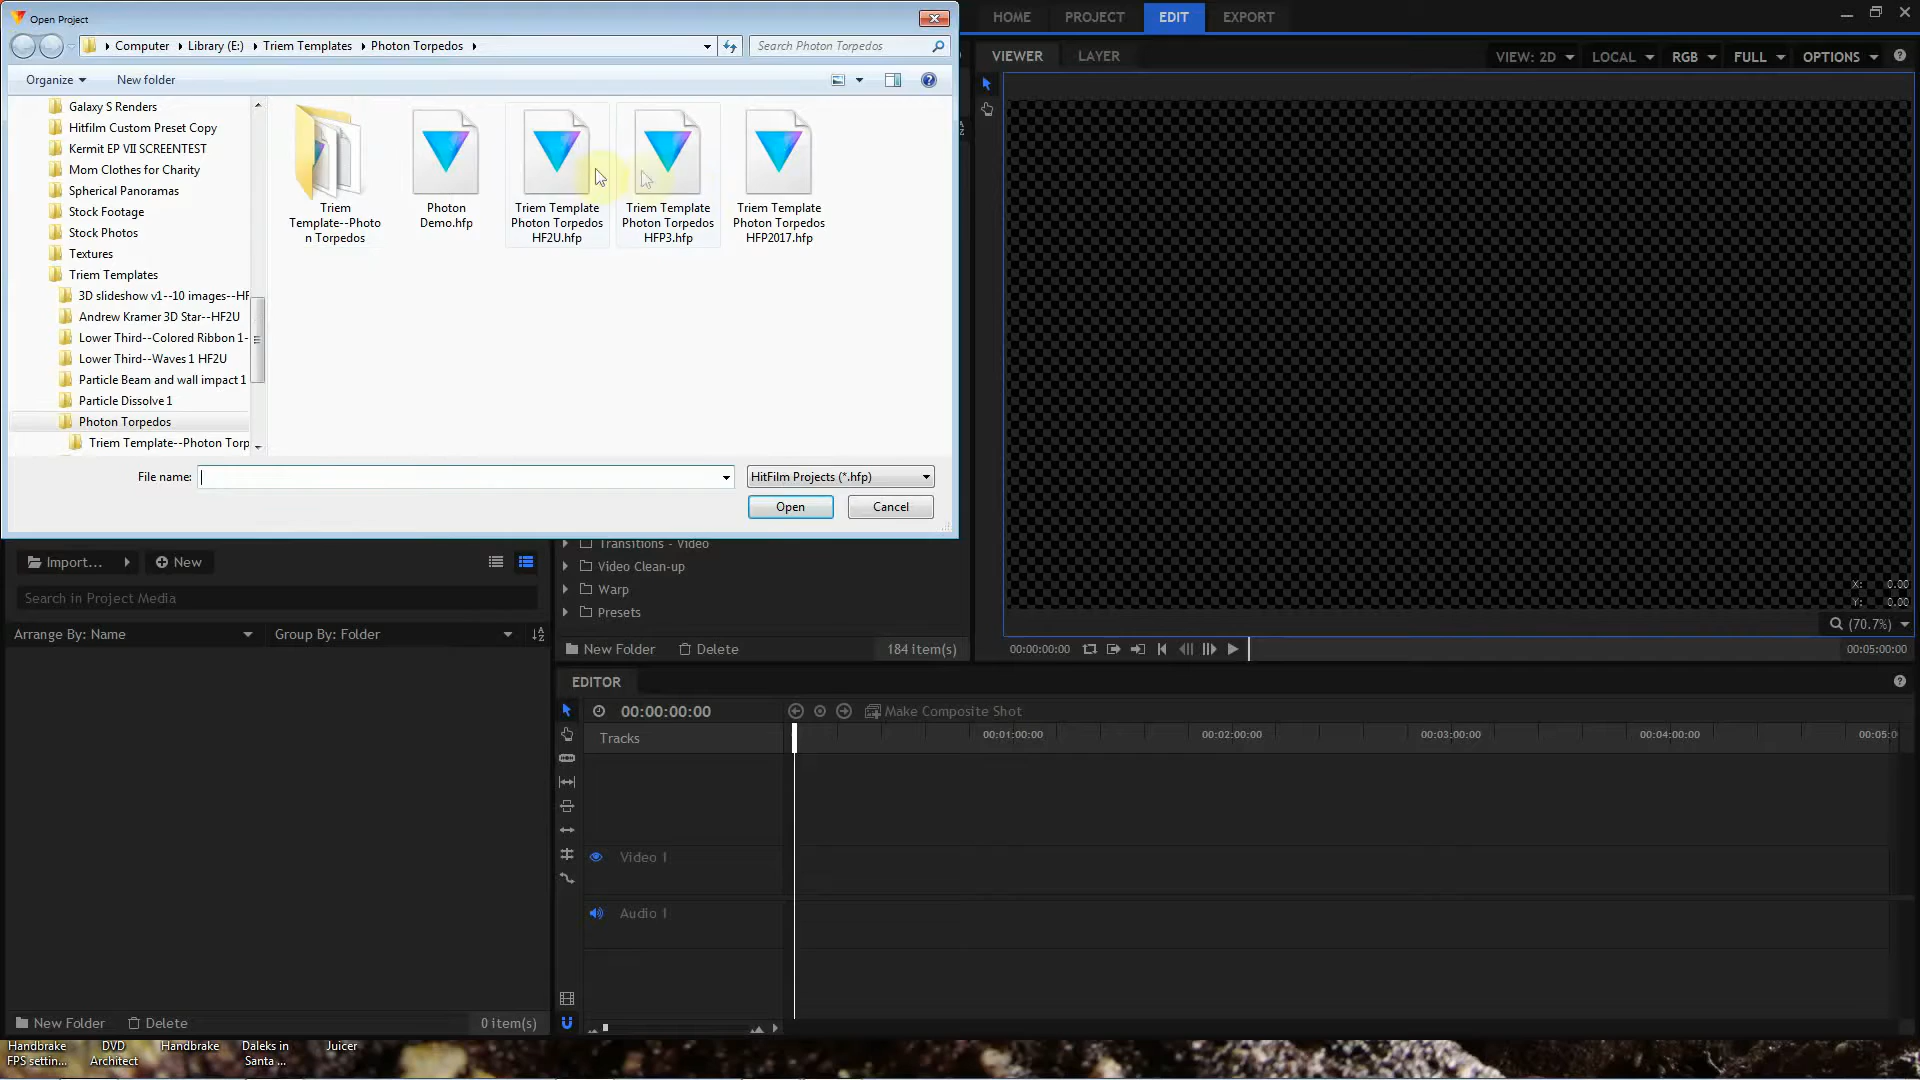 Open Project
HOME PROJECT EDIT EXPORT
Computer Library (E:) Triem Templates Photon Torpedos
Search Photon Torpedos
VIEWER LAYER
VIEW: 2D LOCAL RGB FULL OPTIONS
Organize New folder
Galaxy S Renders
Hitfilm Custom Preset Copy
Kermit EP VII SCREENTEST
Mom Clothes for Charity
Spherical Panoramas
Stock Footage
Stock Photos
Textures
Triem Templates
3D slideshow v1--10 images--HF
Andrew Kramer 3D Star--HF2U
Lower Third--Colored Ribbon 1-
Lower Third--Waves 1 HF2U
Particle Beam and wall impact 1
Particle Dissolve 1
Photon Torpedos
Triem Template--Photon Torp
Triem
Template--Photo
n Torpedos
Photon
Demo.hfp
Triem Template
Photon Torpedos
HF2U.hfp
Triem Template
Photon Torpedos
HFP3.hfp
Triem Template
Photon Torpedos
HFP2017.hfp
File name:
HitFilm Projects (*.hfp)
Open Cancel
Import... New
Search in Project Media
Arrange By: Name Group By: Folder
Transitions - Video
Video Clean-up
Warp
Presets
New Folder Delete 184 item(s)
X: 0.00
Y: 0.00
(70.7%)
00:00:00:00
00:05:00:00
EDITOR
00:00:00:00
Make Composite Shot
Tracks
00:01:00:00 00:02:00:00 00:03:00:00 00:04:00:00 00:05:0
Video 1
Audio 1
New Folder Delete 0 item(s)
Handbrake
FPS settin...
DVD
Architect
Handbrake
Daleks in
Santa ...
Juicer